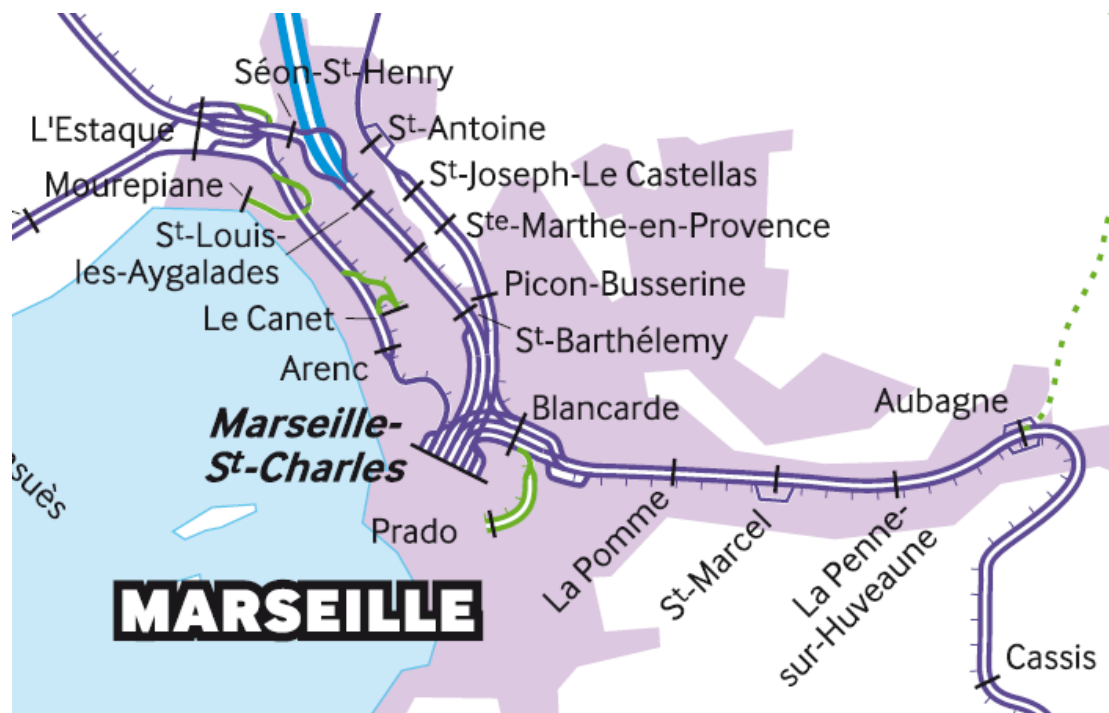 Séon-St-Henry
L'Estaque
St-Antoine
Mourepiane
St-Joseph-Le Castellas
St-Louis-
les-Aygalades
Ste-Marthe-en-Provence
Picon-Busserine
Le Canet
St-Barthélemy
Arenc
Blancarde
Aubagne
Marseille-
St-Charles
Prado
La Pomme
St-Marcel
La Penne-
sur-Huveaune
MARSEILLE
Cassis